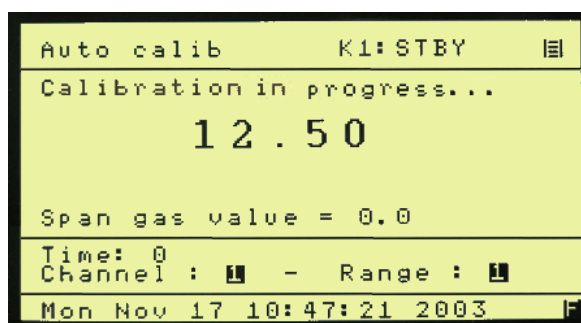 Auto calib K1:STBY
Calibration in progress...
12.50
Span gas value = 0.0
Time: 0
Channel : 1 - Range : 1
Mon Nov 17 10:47:21 2003